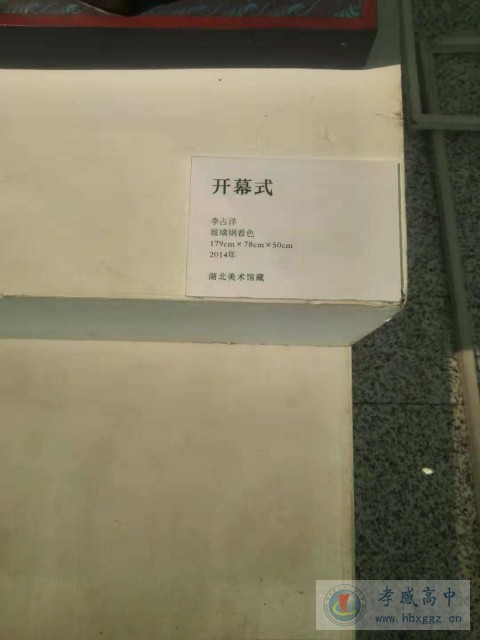 开幕式
李占洋
玻璃钢着色
179cm×78cm×50cm
2014年
湖北美术馆藏
孝感高中
www.hbxggz.cn